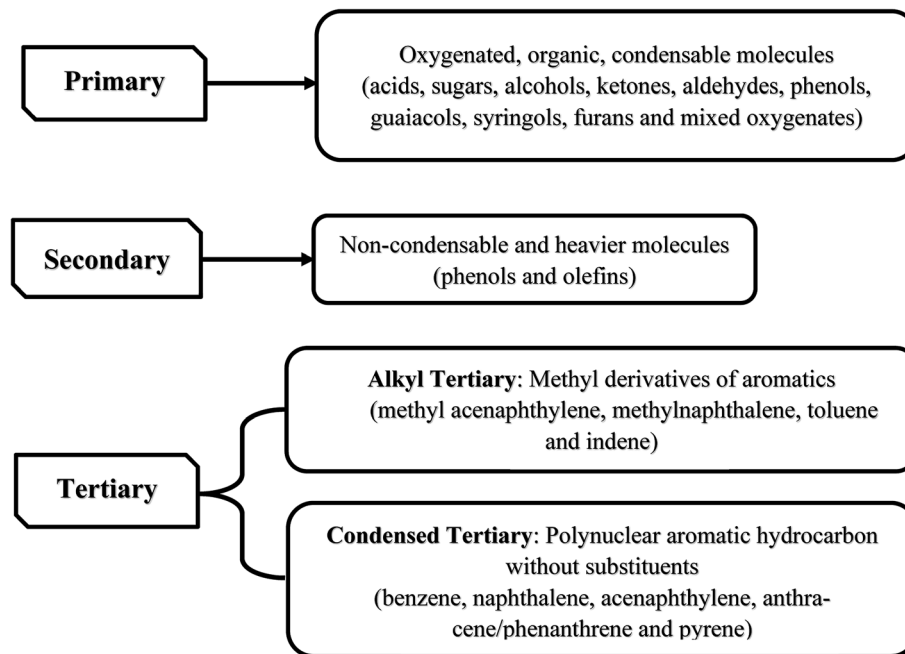 Primary
Oxygenated, organic, condensable molecules
(acids, sugars, alcohols, ketones, aldehydes, phenols,
guaiacols, syringols, furans and mixed oxygenates)
Secondary
Non-condensable and heavier molecules
(phenols and olefins)
Tertiary
Alkyl Tertiary: Methyl derivatives of aromatics
(methyl acenaphthylene, methylnaphthalene, toluene
and indene)
Condensed Tertiary: Polynuclear aromatic hydrocarbon
without substituents
(benzene, naphthalene, acenaphthylene, anthra-
cene/phenanthrene and pyrene)